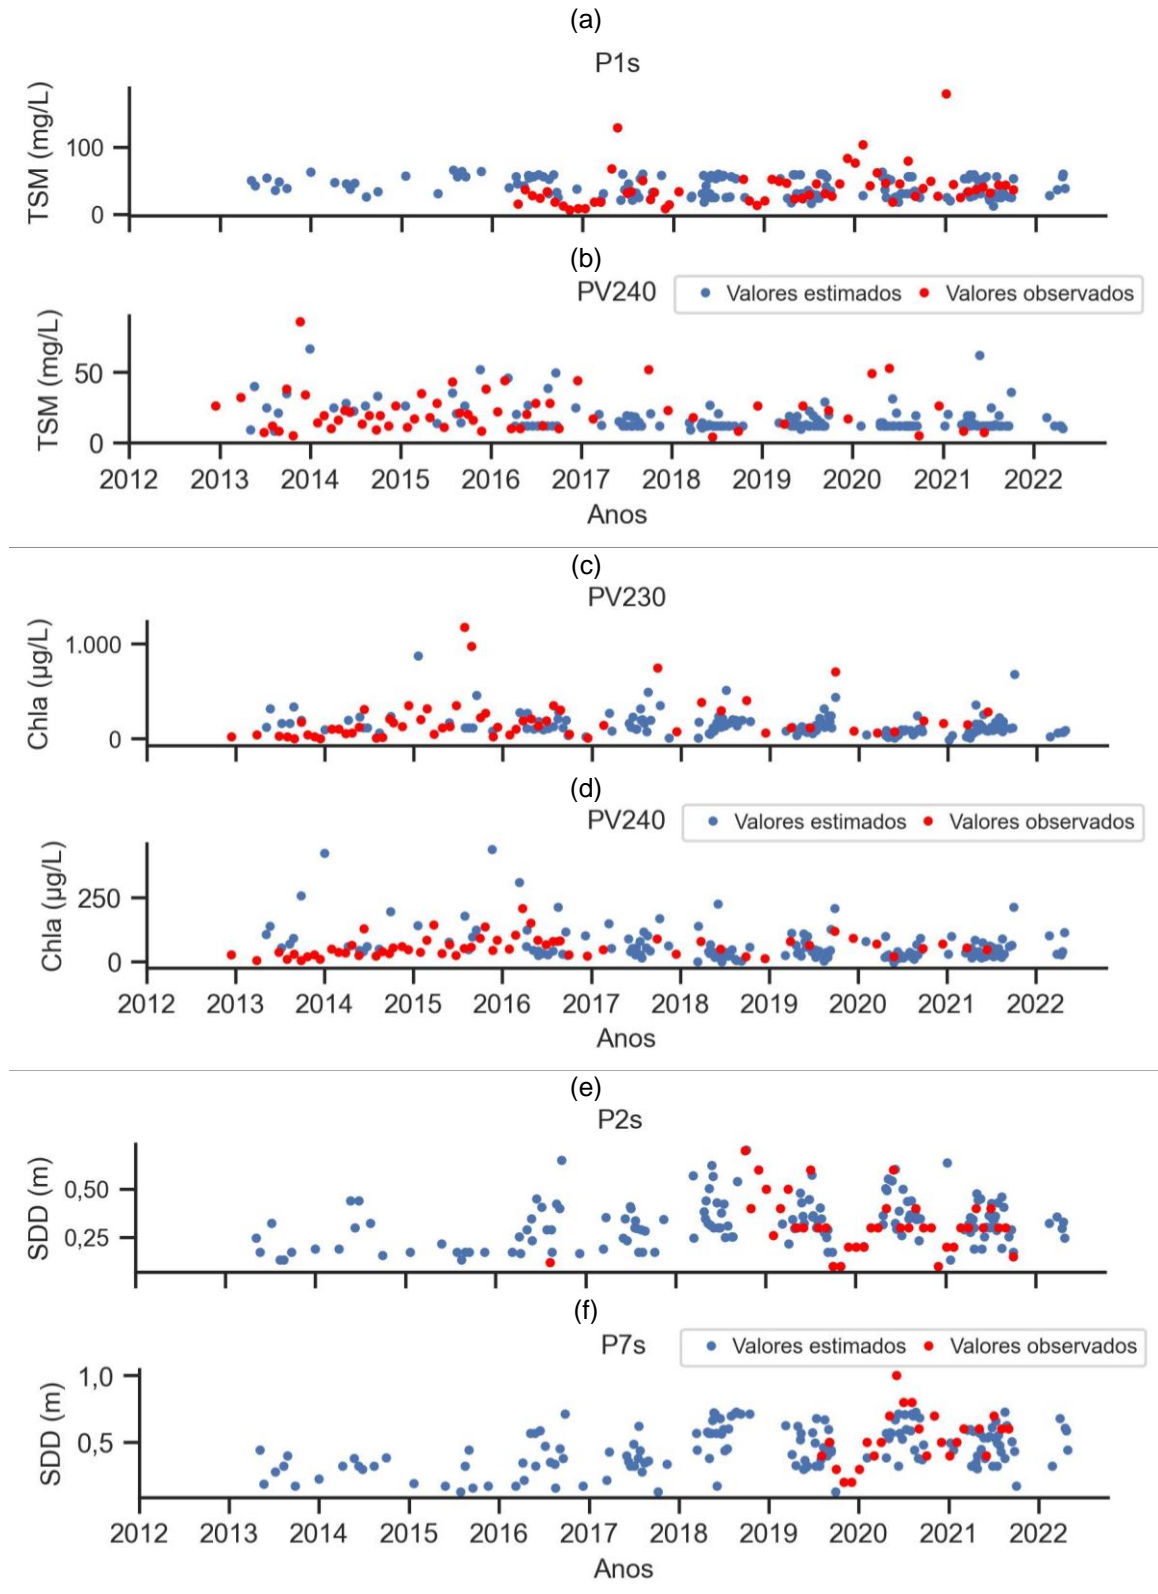 (a)
P1s
TSM (mg/L)
100
0
(b)
PV240
Valores estimados
Valores observados
TSM (mg/L)
50
0
2012 2013 2014 2015 2016 2017 2018 2019 2020 2021 2022
Anos
(c)
PV230
Chla (µg/L)
1.000
0
(d)
PV240
Valores estimados
Valores observados
Chla (µg/L)
250
0
2012 2013 2014 2015 2016 2017 2018 2019 2020 2021 2022
Anos
(e)
P2s
SDD (m)
0,50
0,25
(f)
P7s
Valores estimados
Valores observados
SDD (m)
1,0
0,5
2012 2013 2014 2015 2016 2017 2018 2019 2020 2021 2022
Anos